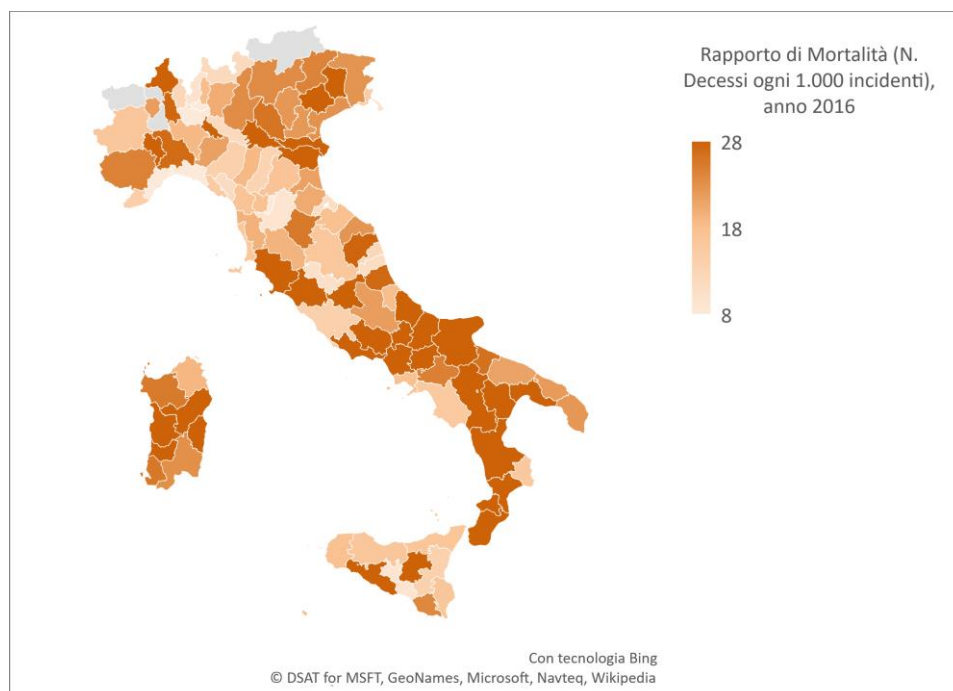 Rapporto di Mortalità (N.
Decessi ogni 1.000 incidenti),
anno 2016
28
18
8
Con tecnologia Bing
© DSAT for MSFT, GeoNames, Microsoft, Navteq, Wikipedia